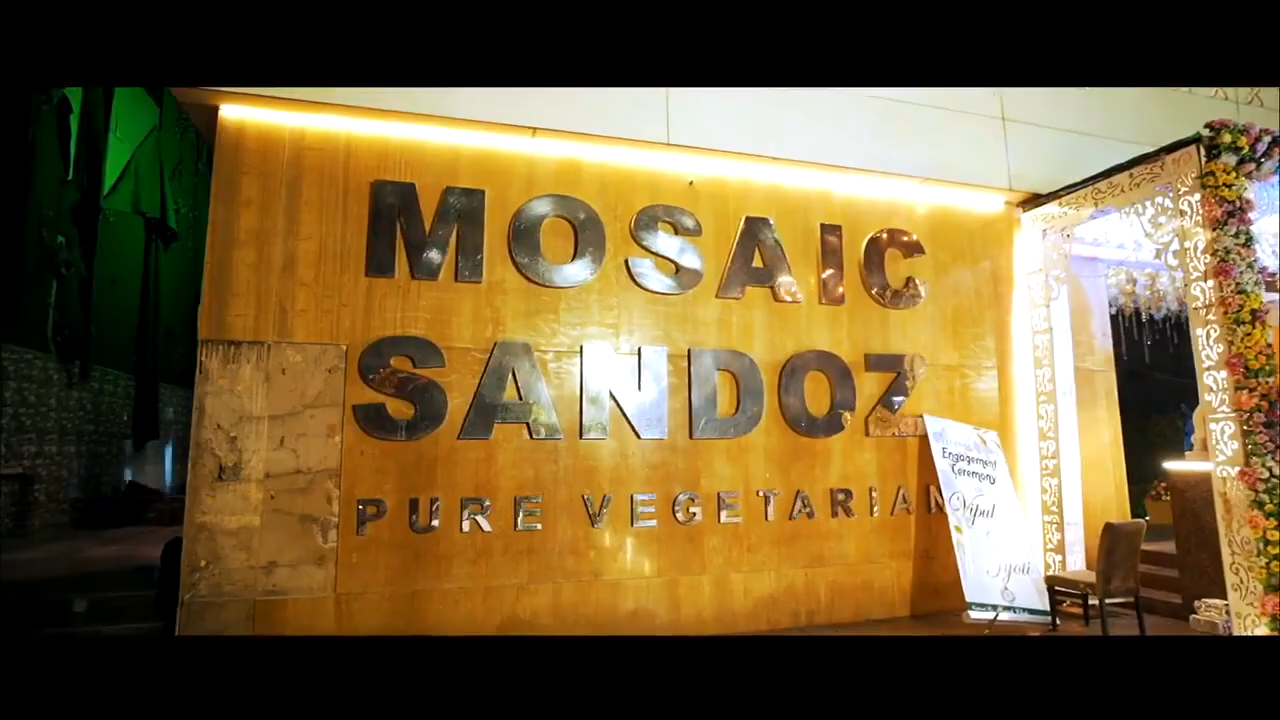 MOSAIC
SANDOZ
PURE VEGETARIAN
Engagement
Ceremony
Vipul
Jyoti